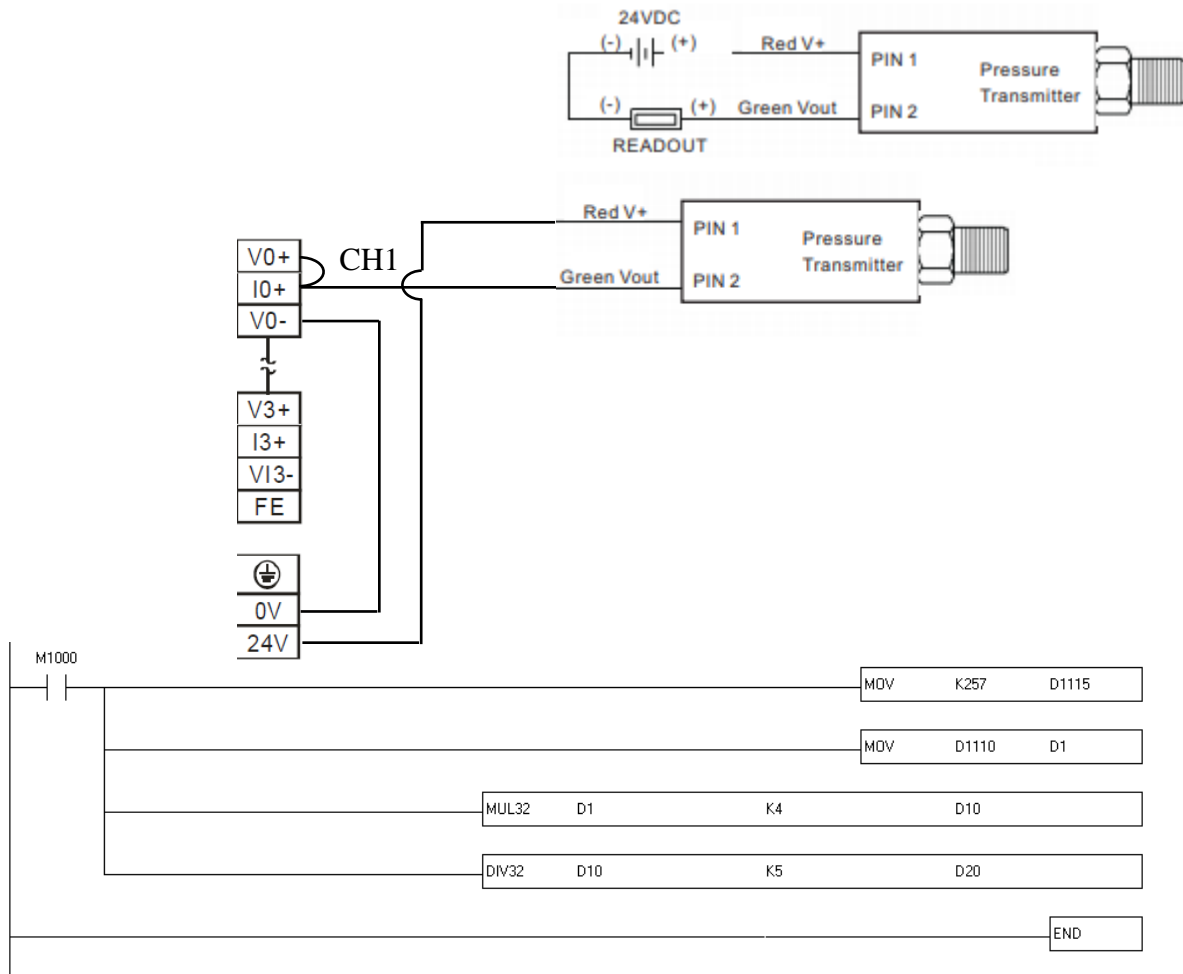 24VDC
(-) (+) Red V+
PIN 1
Pressure
Transmitter
(-) (+) Green Vout
PIN 2
READOUT
Red V+
PIN 1
Pressure
Transmitter
Green Vout
PIN 2
CH1
V0+
I0+
V0-
V3+
I3+
VI3-
FE
0V
24V
M1000
MOV K257 D1115
MOV D1110 D1
MUL32 D1 K4 D10
DIV32 D10 K5 D20
END